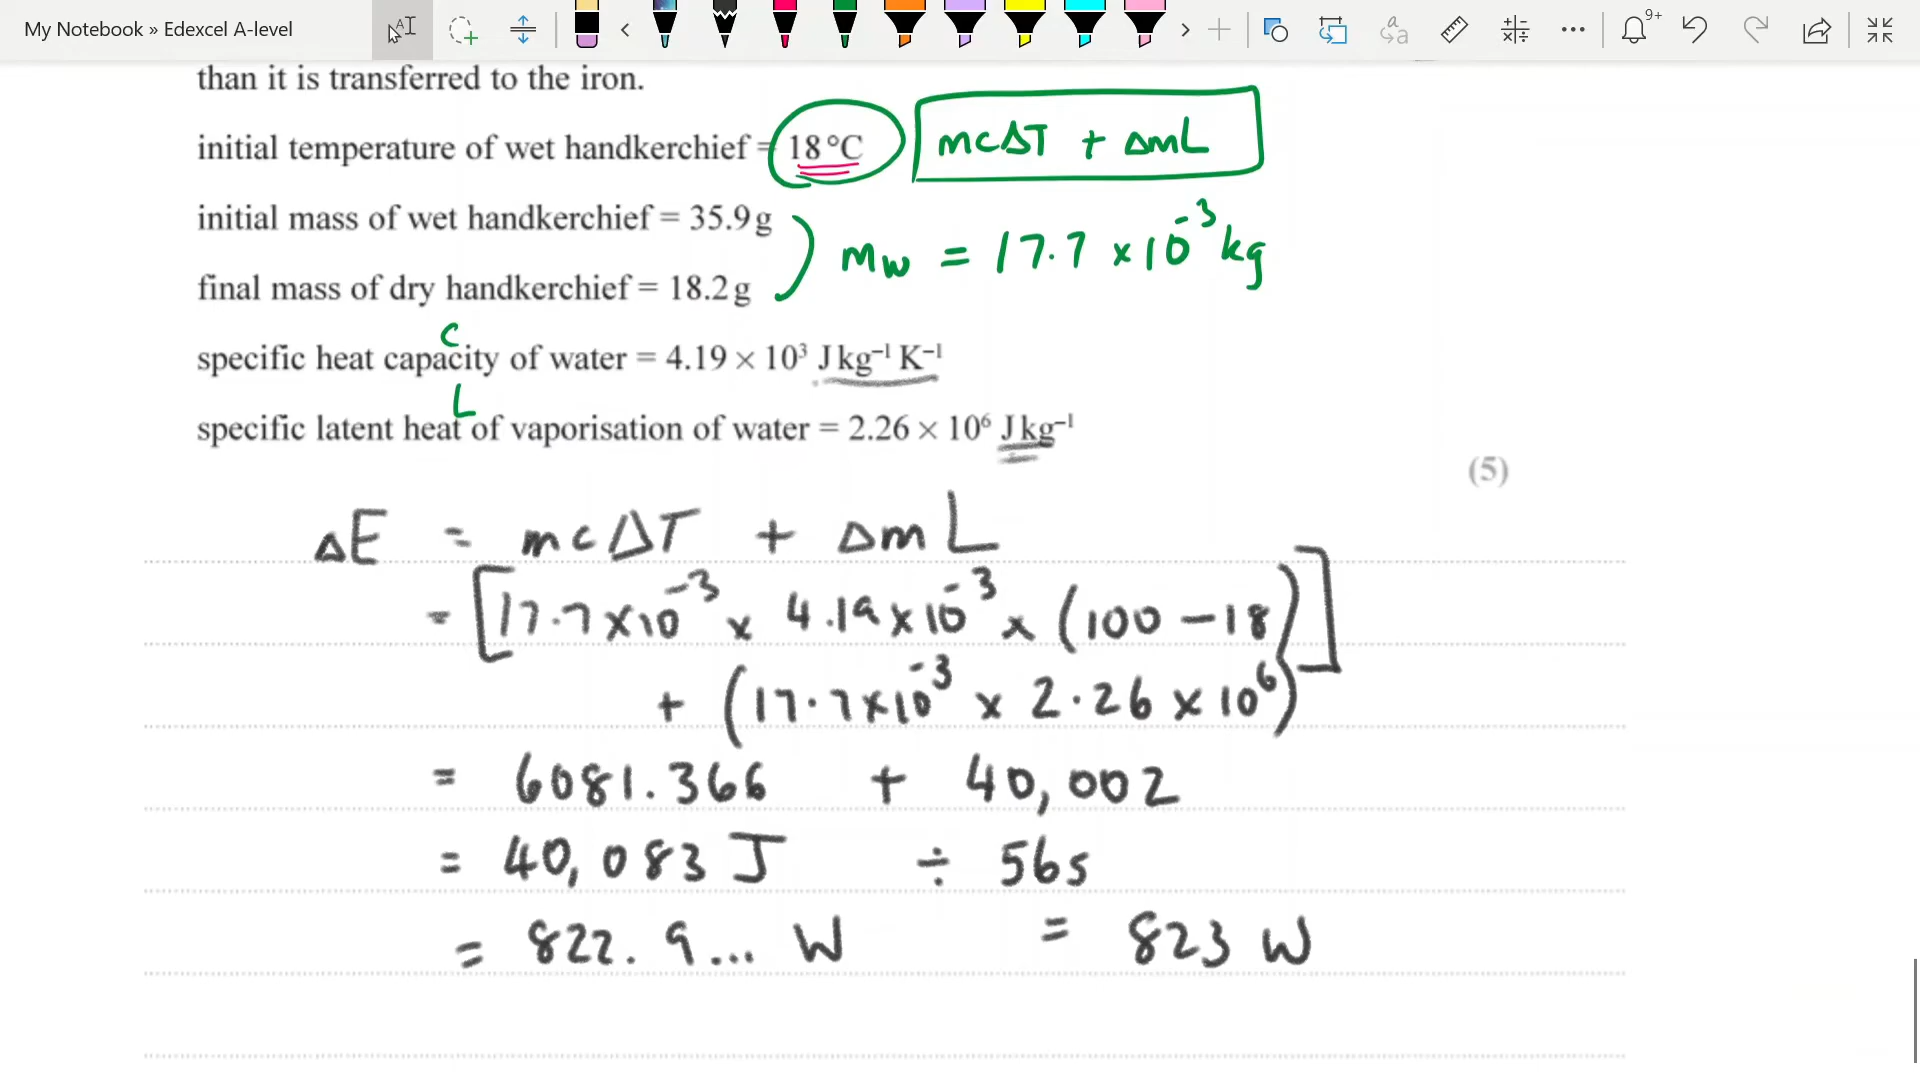 My Notebook » Edexcel A-level
9+
than it is transferred to the iron.
initial temperature of wet handkerchief = 18 °C mcΔT + ΔmL
initial mass of wet handkerchief = 35.9 g
m_w = 17.7 × 10⁻³ kg
final mass of dry handkerchief = 18.2 g
c
specific heat capacity of water = 4.19 × 10³ J kg⁻¹ K⁻¹
L
specific latent heat of vaporisation of water = 2.26 × 10⁶ J kg⁻¹
(5)
ΔE = mcΔT + ΔmL
= [17.7×10⁻³ × 4.19×10⁻³ × (100 − 18)]
+ (17.7×10⁻³ × 2.26 × 10⁶)
= 6081.366 + 40,002
= 40,083 J ÷ 56s
= 822.9... W = 823 W